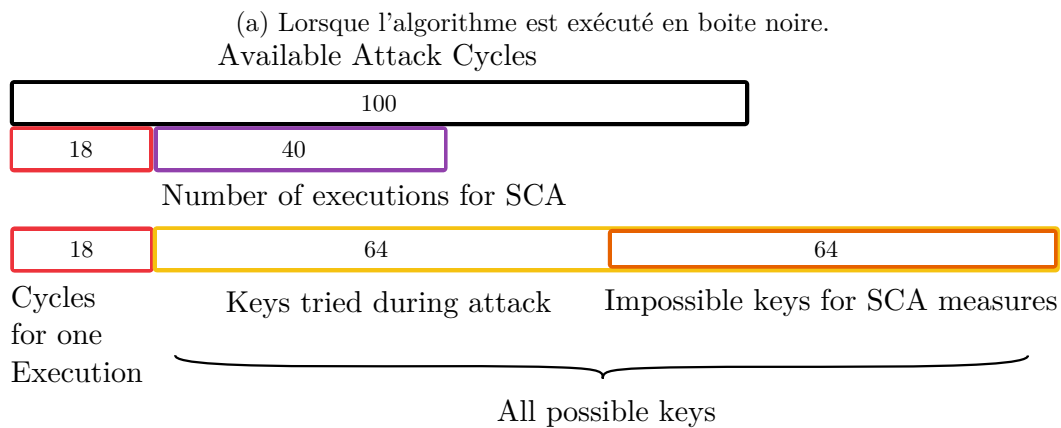 (a) Lorsque l'algorithme est exécuté en boite noire.
Available Attack Cycles
100
18 40
Number of executions for SCA
18 64 64
Cycles
for one
Execution
Keys tried during attack
Impossible keys for SCA measures
All possible keys